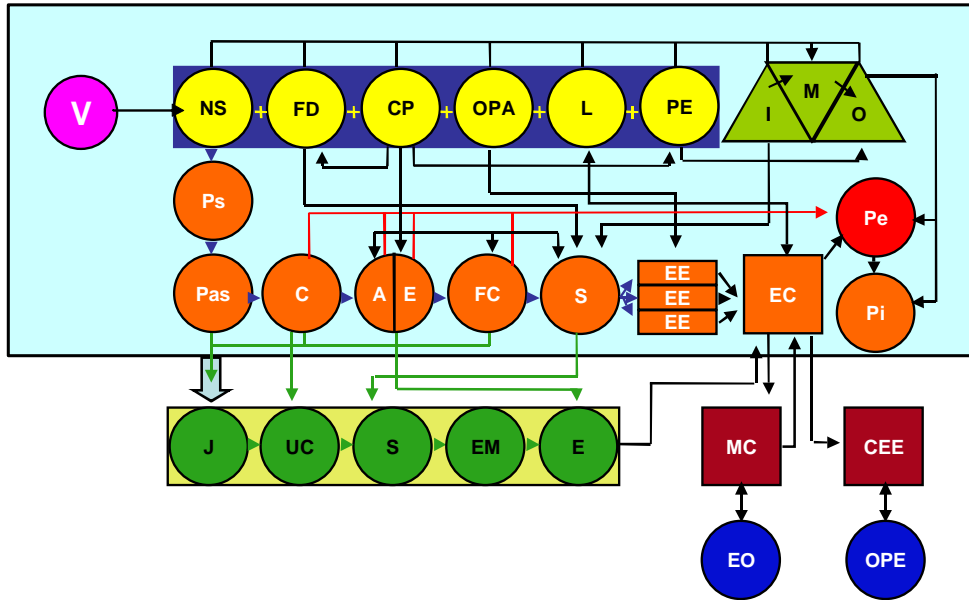 V
NS + FD + CP + OPA + L + PE
M
I
O
Ps
Pe
Pas
C
A
E
FC
S
EE
EE
EE
EC
Pi
J
UC
S
EM
E
MC
CEE
EO
OPE